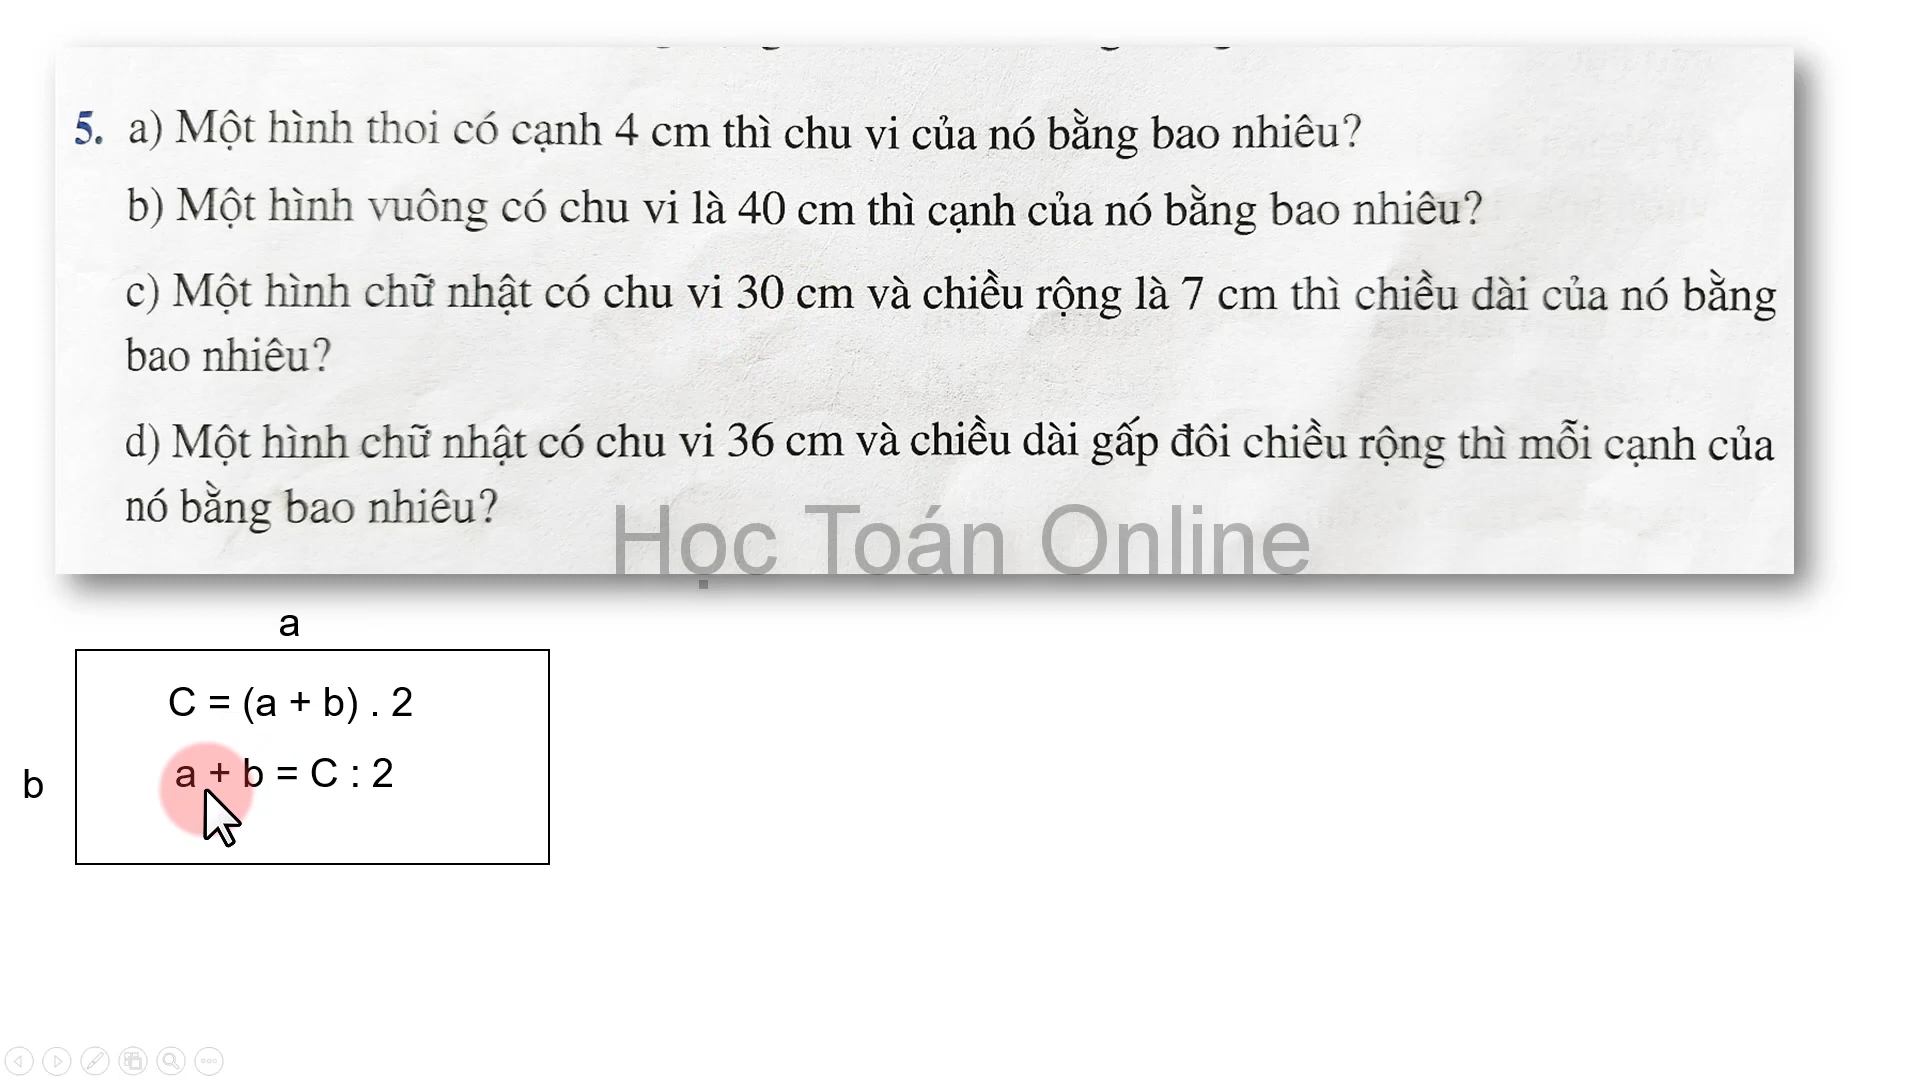 5. a) Một hình thoi có cạnh 4 cm thì chu vi của nó bằng bao nhiêu?
b) Một hình vuông có chu vi là 40 cm thì cạnh của nó bằng bao nhiêu?
c) Một hình chữ nhật có chu vi 30 cm và chiều rộng là 7 cm thì chiều dài của nó bằng
bao nhiêu?
d) Một hình chữ nhật có chu vi 36 cm và chiều dài gấp đôi chiều rộng thì mỗi cạnh của
nó bằng bao nhiêu?
Học Toán Online
a
C = (a + b) . 2
a + b = C : 2
b